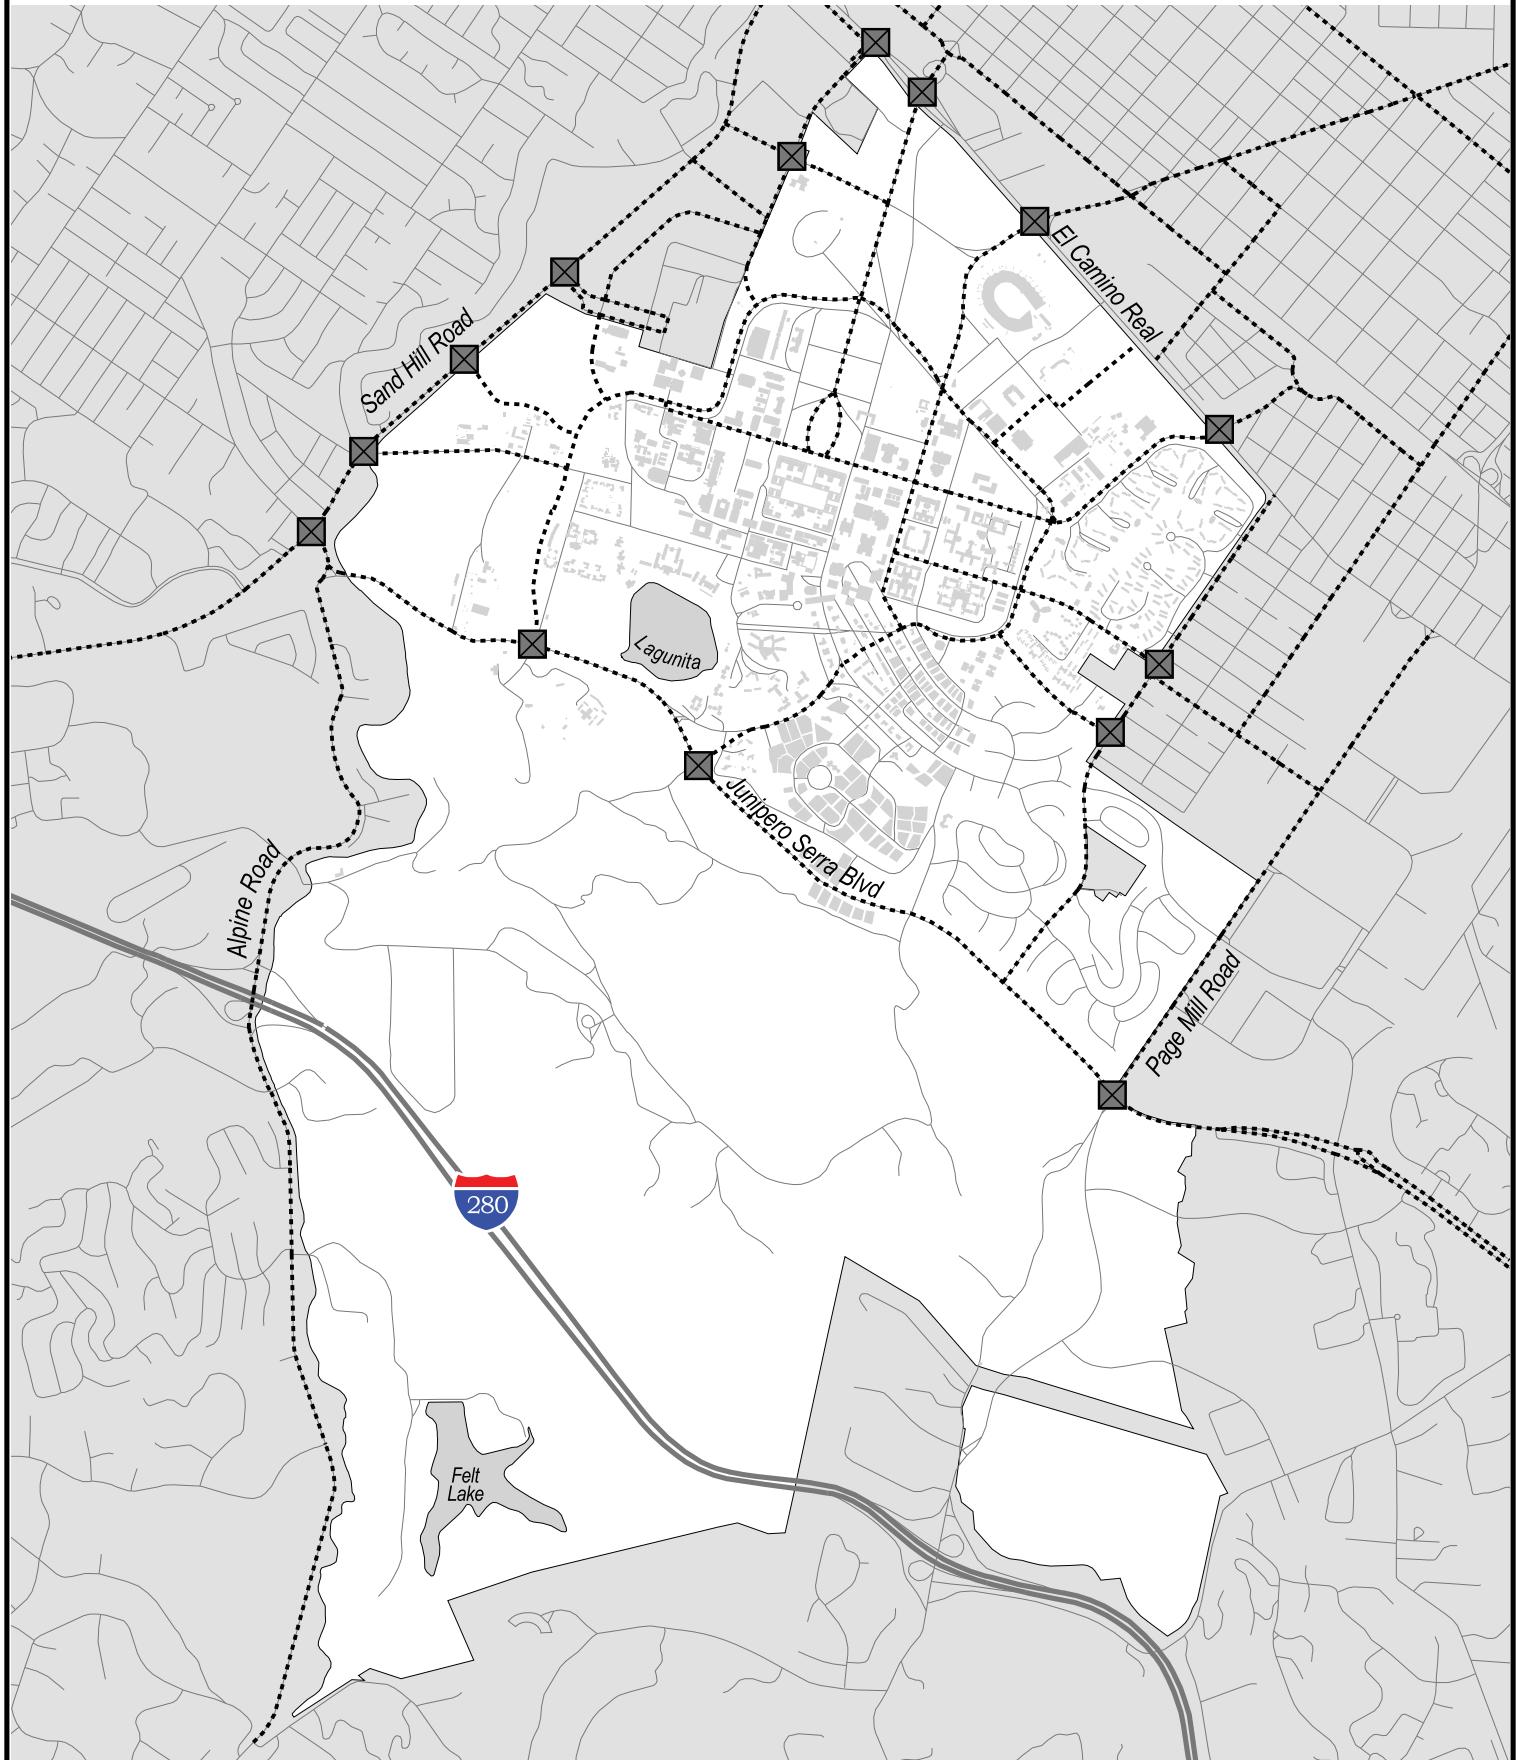 El Camino Real
Sand Hill Road
Lagunita
Junipero Serra Blvd
Alpine Road
Page Mill Road
280
Felt
Lake